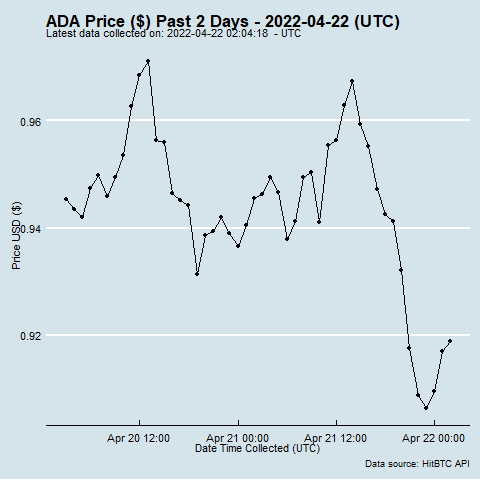 ADA Price ($) Past 2 Days - 2022-04-22 (UTC)
Latest data collected on: 2022-04-22 02:04:18 - UTC
0.96
0.94
0.92
Price USD ($)
Apr 20 12:00
Apr 21 00:00
Apr 21 12:00
Apr 22 00:00
Date Time Collected (UTC)
Data source: HitBTC API